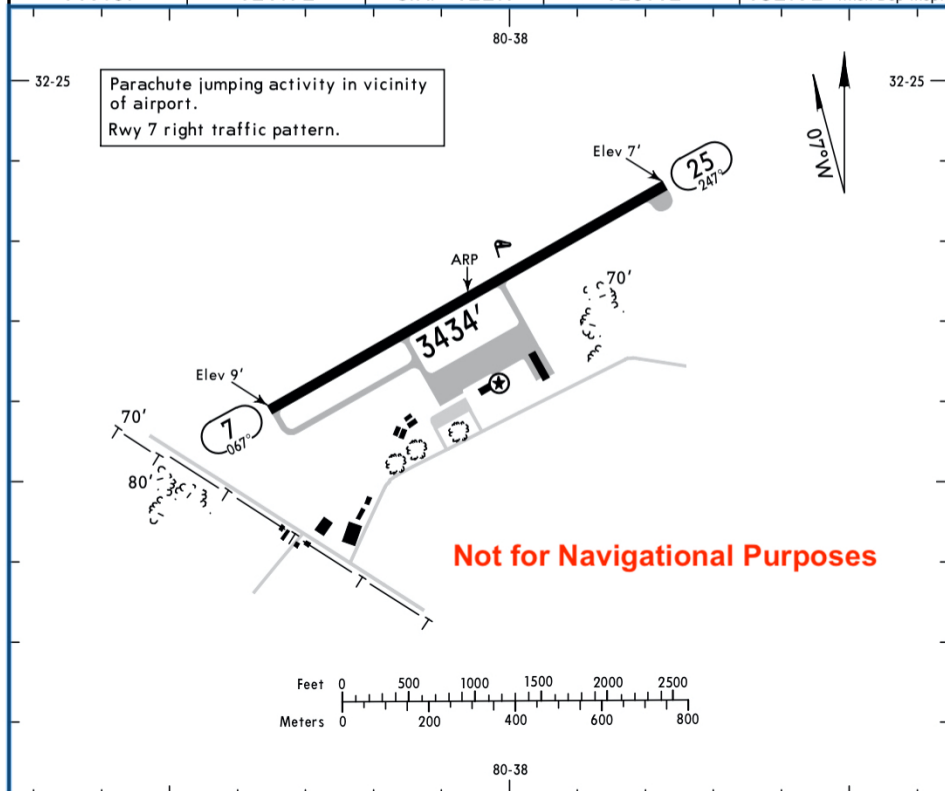 80-38
32-25
32-25
Parachute jumping activity in vicinity
of airport.
Rwy 7 right traffic pattern.
07°W
Elev 7'
25
247°
ARP
70'
3434'
Elev 9'
7
067°
70'
80'
T
T
T
T
T
T
Not for Navigational Purposes
Feet 0 500 1000 1500 2000 2500
Meters 0 200 400 600 800
80-38